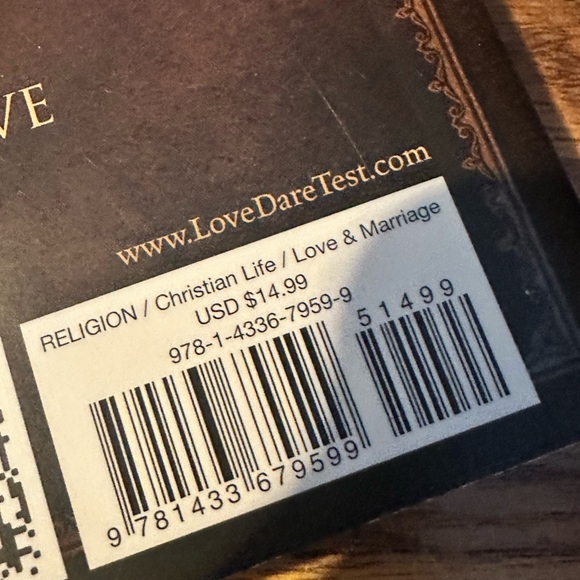 VE
www.LoveDareTest.com
RELIGION / Christian Life / Love & Marriage
USD $14.99
978-1-4336-7959-9
51499
9 781433 679599